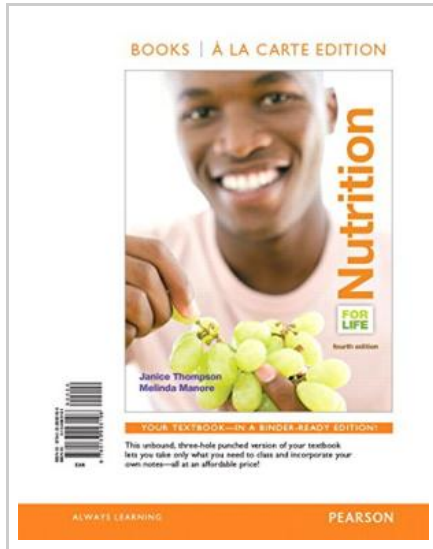 BOOKS | À LA CARTE EDITION
Nutrition
FOR
LIFE
fourth edition
Janice Thompson
Melinda Manore
YOUR TEXTBOOK—IN A BINDER-READY EDITION!
This unbound, three-hole punched version of your textbook
lets you take only what you need to class and incorporate your
own notes—all at an affordable price!
ALWAYS LEARNING
PEARSON